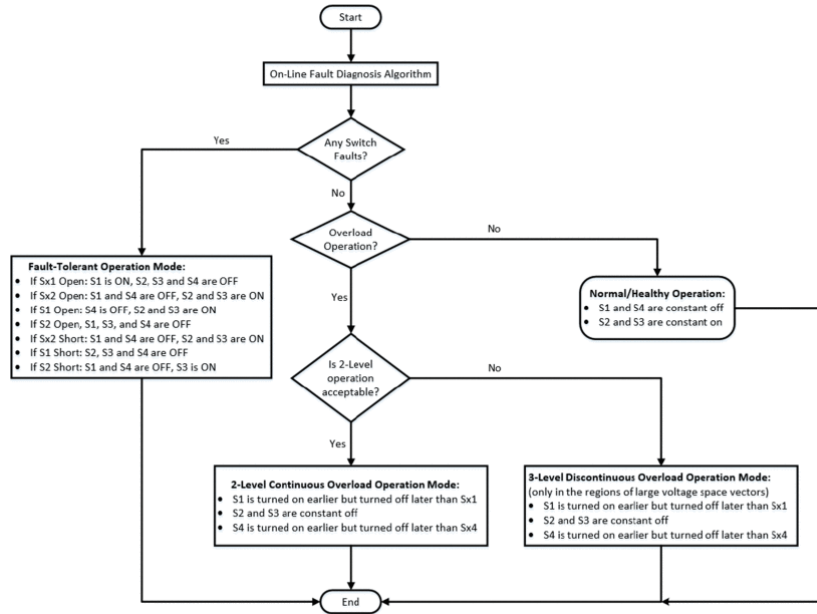 Start
On-Line Fault Diagnosis Algorithm
Any Switch
Faults?
Yes
No
Overload
Operation?
No
Yes
Fault-Tolerant Operation Mode:
• If Sx1 Open: S1 is ON, S2, S3 and S4 are OFF
• If Sx2 Open: S1 and S4 are OFF, S2 and S3 are ON
• If S1 Open: S4 is OFF, S2 and S3 are ON
• If S2 Open, S1, S3, and S4 are OFF
• If Sx2 Short: S1 and S4 are OFF, S2 and S3 are ON
• If S1 Short: S2, S3 and S4 are OFF
• If S2 Short: S1 and S4 are OFF, S3 is ON
Normal/Healthy Operation:
• S1 and S4 are constant off
• S2 and S3 are constant on
Is 2-Level
operation
acceptable?
No
Yes
2-Level Continuous Overload Operation Mode:
• S1 is turned on earlier but turned off later than Sx1
• S2 and S3 are constant off
• S4 is turned on earlier but turned off later than Sx4
3-Level Discontinuous Overload Operation Mode:
(only in the regions of large voltage space vectors)
• S1 is turned on earlier but turned off later than Sx1
• S2 and S3 are constant off
• S4 is turned on earlier but turned off later than Sx4
End